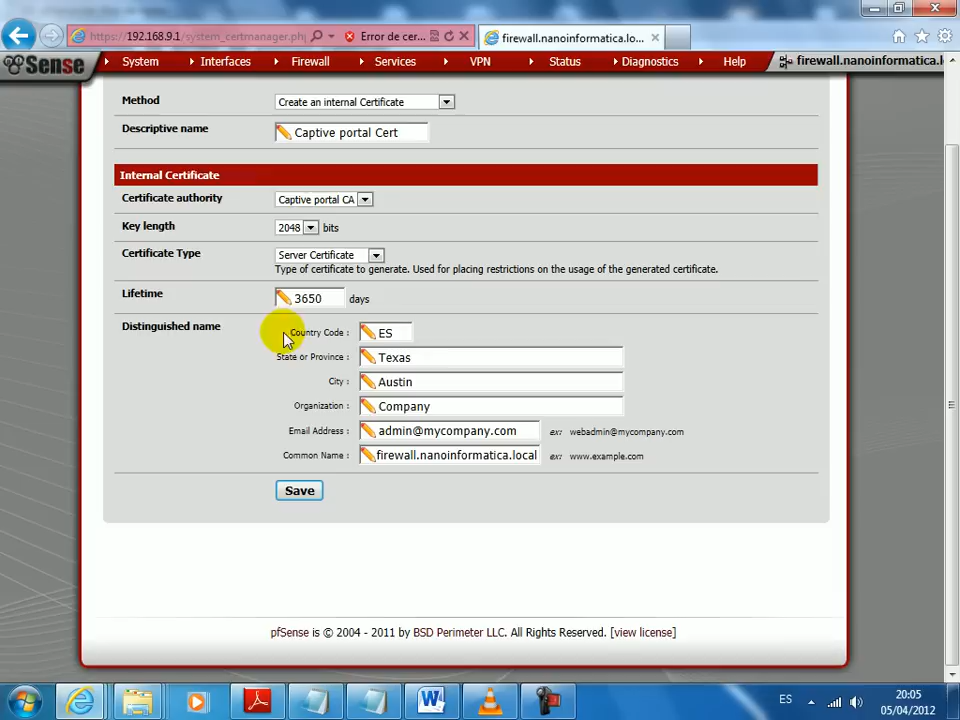 https://192.168.9.1/system_certmanager.ph
Error de cer...
firewall.nanoinformatica.lo...
Sense
System
Interfaces
Firewall
Services
VPN
Status
Diagnostics
Help
firewall.nanoinformatica.l
Method
Create an internal Certificate
Descriptive name
Captive portal Cert
Internal Certificate
Certificate authority
Captive portal CA
Key length
2048 bits
Certificate Type
Server Certificate
Type of certificate to generate. Used for placing restrictions on the usage of the generated certificate.
Lifetime
3650 days
Distinguished name
Country Code : ES
State or Province : Texas
City : Austin
Organization : Company
Email Address : admin@mycompany.com ex: webadmin@mycompany.com
Common Name : firewall.nanoinformatica.local ex: www.example.com
Save
pfSense is © 2004 - 2011 by BSD Perimeter LLC. All Rights Reserved. [view license]
ES
20:05
05/04/2012